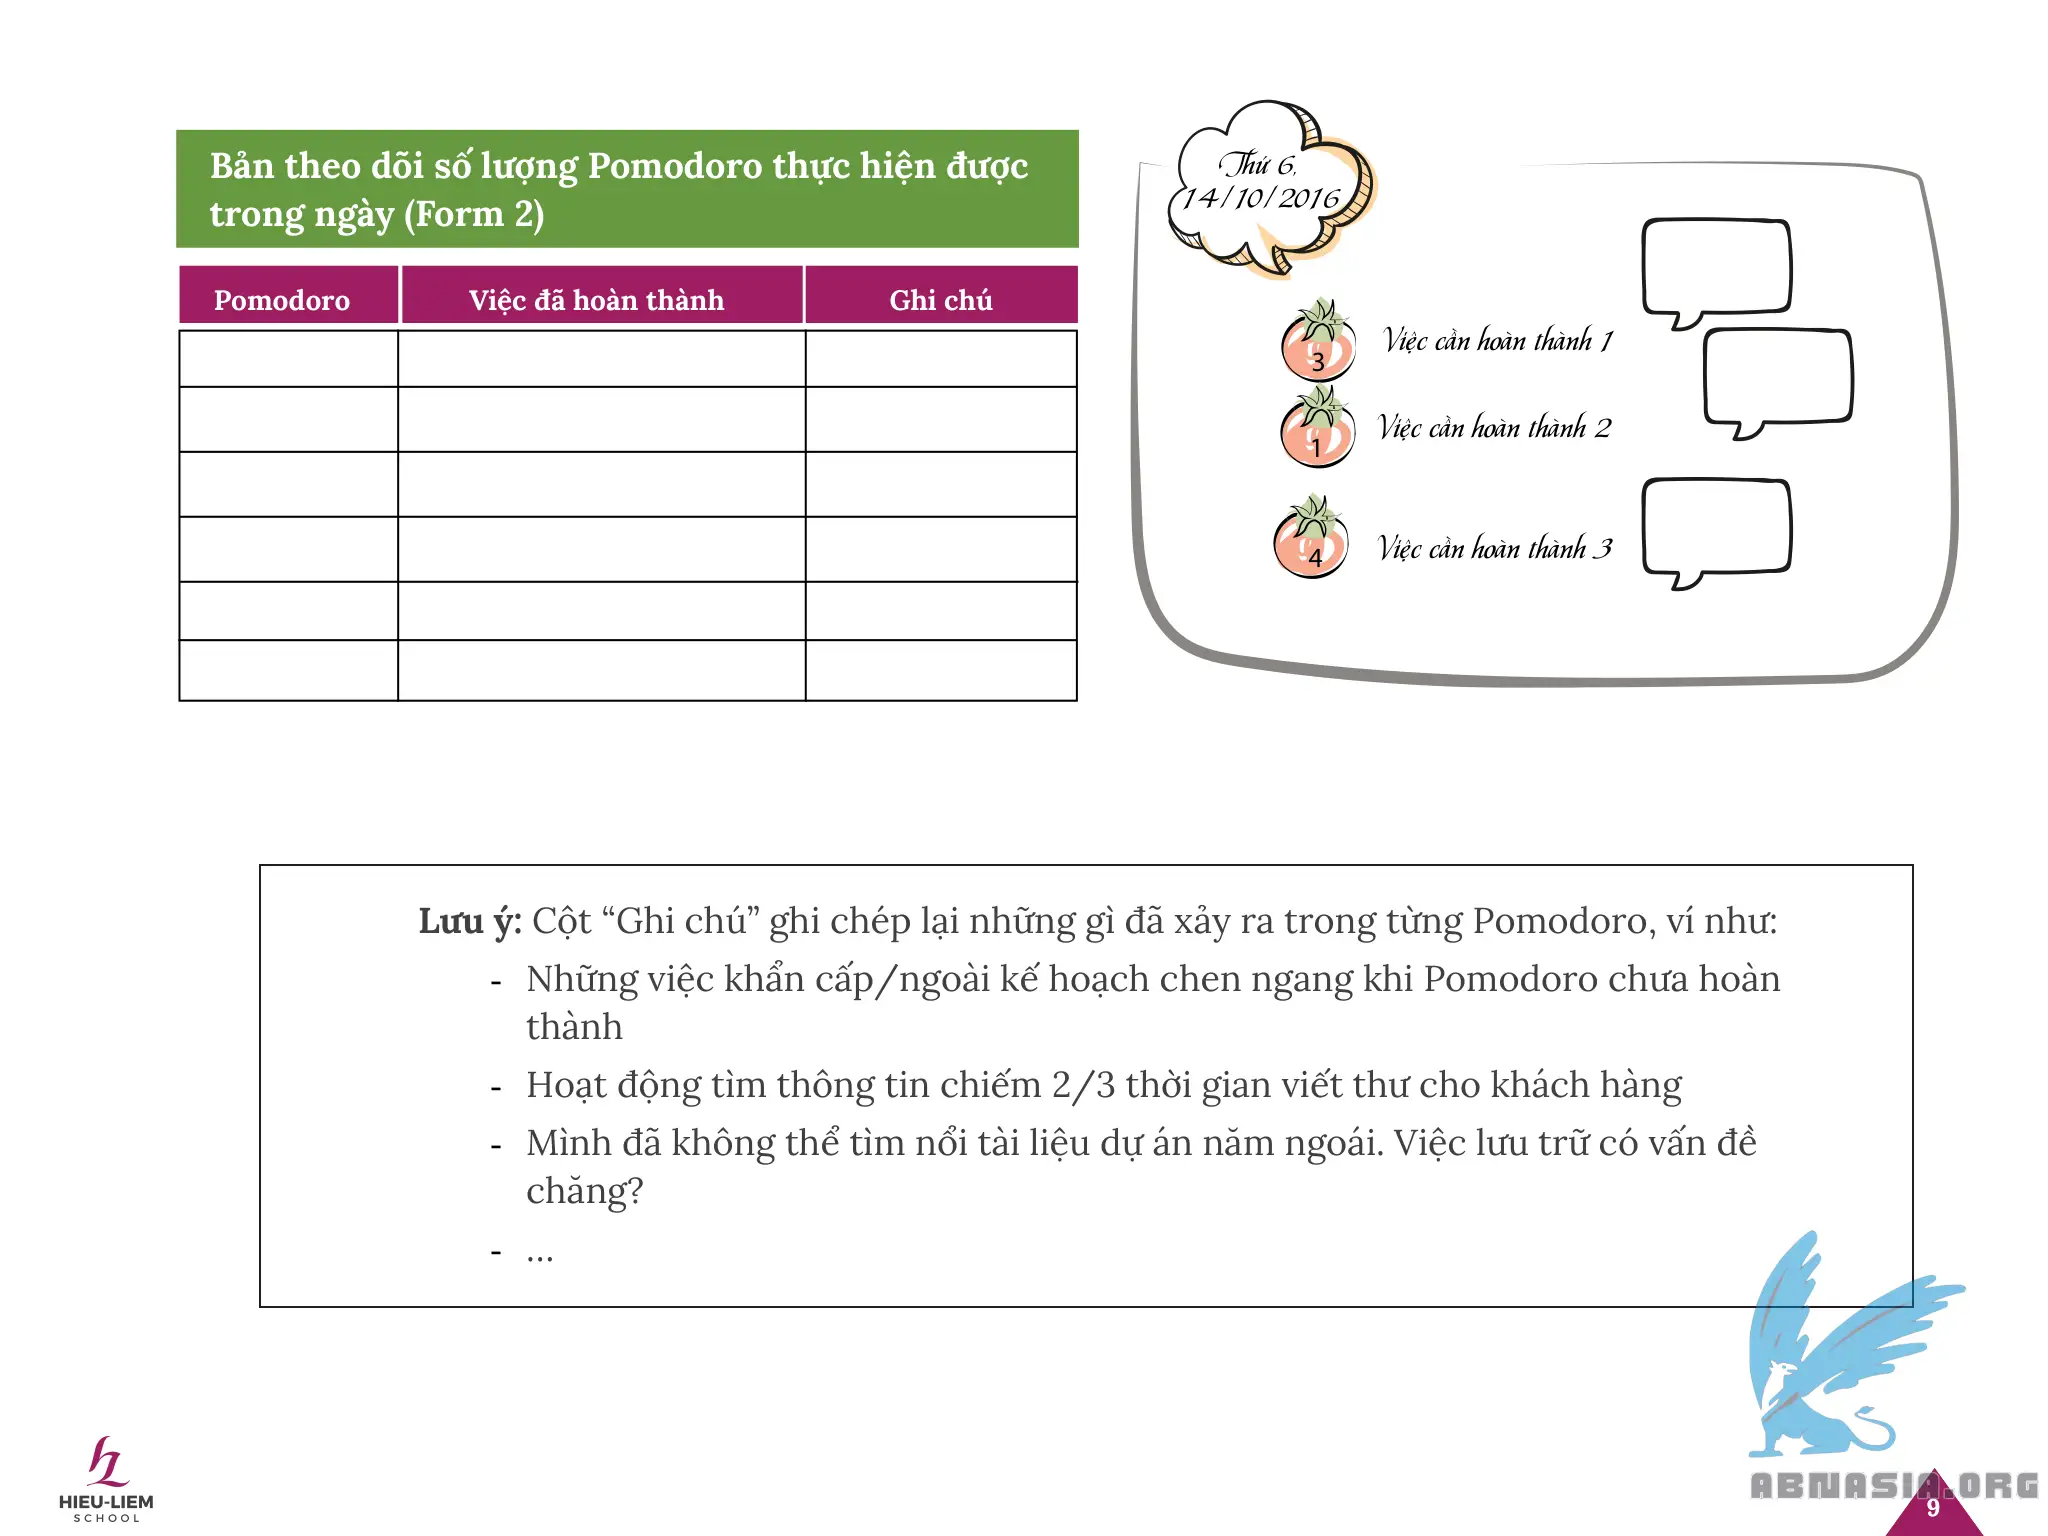 Bản theo dõi số lượng Pomodoro thực hiện được
trong ngày (Form 2)
Pomodoro
Việc đã hoàn thành
Ghi chú
Thứ 6,
14/10/2016
3
Việc cần hoàn thành 1
1
Việc cần hoàn thành 2
4
Việc cần hoàn thành 3
Lưu ý: Cột “Ghi chú” ghi chép lại những gì đã xảy ra trong từng Pomodoro, ví như:
- Những việc khẩn cấp/ngoài kế hoạch chen ngang khi Pomodoro chưa hoàn
thành
- Hoạt động tìm thông tin chiếm 2/3 thời gian viết thư cho khách hàng
- Mình đã không thể tìm nổi tài liệu dự án năm ngoái. Việc lưu trữ có vấn đề
chăng?
- ...
HIEU-LIEM
SCHOOL
ABNASIA.ORG
9